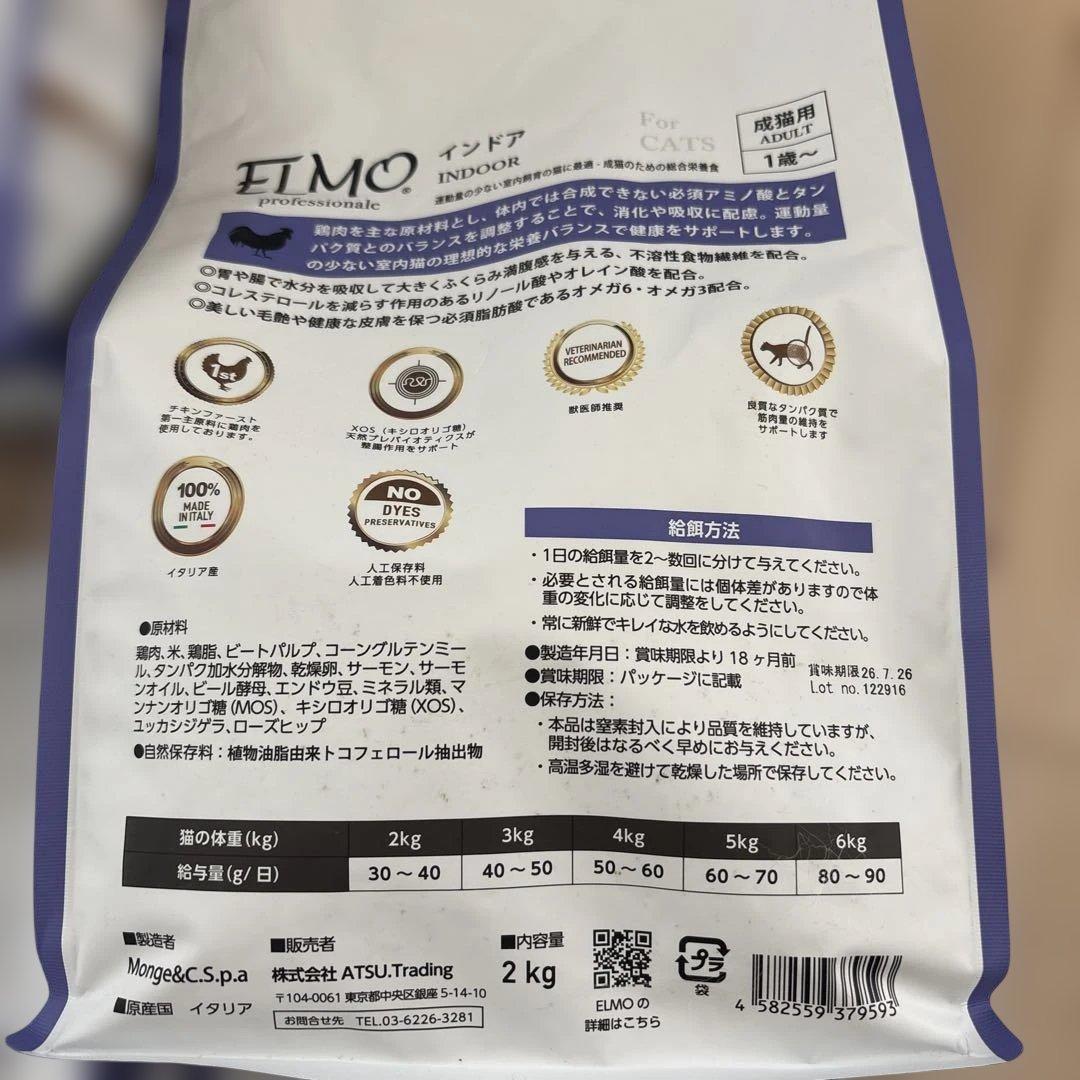 ELMO®
professionale
インドア
INDOOR
For
CATS
成猫用
ADULT
1歳～
運動量の少ない室内飼育の猫に最適・成猫のための総合栄養食
鶏肉を主な原材料とし、体内では合成できない必須アミノ酸とタン
パク質とのバランスを調整することで、消化や吸収に配慮。運動量
の少ない室内猫の理想的な栄養バランスで健康をサポートします。
◎胃や腸で水分を吸収して大きくふくらみ満腹感を与える、不溶性食物繊維を配合。
◎コレステロールを減らす作用のあるリノール酸やオレイン酸を配合。
◎美しい毛艶や健康な皮膚を保つ必須脂肪酸であるオメガ6・オメガ3配合。
1st
チキンファースト
第一主原料に鶏肉を
使用しております。
XOS（キシロオリゴ糖）
天然プレバイオティクスが
整腸作用をサポート
VETERINARIAN
RECOMMENDED
獣医師推奨
良質なタンパク質で
筋肉量の維持を
サポートします
100%
MADE
IN ITALY
イタリア産
NO
DYES
PRESERVATIVES
人工保存料
人工着色料不使用
給餌方法
・1日の給餌量を2～数回に分けて与えてください。
・必要とされる給餌量には個体差がありますので体
重の変化に応じて調整をしてください。
・常に新鮮でキレイな水を飲めるようにしてください。
●製造年月日：賞味期限より18ヶ月前
●賞味期限：パッケージに記載
賞味期限26.7.26
Lot no.122916
●保存方法：
・本品は窒素封入により品質を維持していますが、
開封後はなるべく早めにお与えください。
・高温多湿を避けて乾燥した場所で保存してください。
●原材料
鶏肉、米、鶏脂、ビートパルプ、コーングルテンミー
ル、タンパク加水分解物、乾燥卵、サーモン、サーモ
ンオイル、ビール酵母、エンドウ豆、ミネラル類、マ
ンナンオリゴ糖(MOS)、キシロオリゴ糖(XOS)、
ユッカシジゲラ、ローズヒップ
●自然保存料：植物油脂由来トコフェロール抽出物
猫の体重(kg) 2kg 3kg 4kg 5kg 6kg
給与量(g/日) 30～40 40～50 50～60 60～70 80～90
■製造者
Monge&C.S.p.a
■原産国 イタリア
■販売者
株式会社 ATSU.Trading
〒104-0061 東京都中央区銀座 5-14-10
お問合せ先 TEL.03-6226-3281
■内容量
2 kg
ELMOの
詳細はこちら
プラ
袋
4 582559 379593